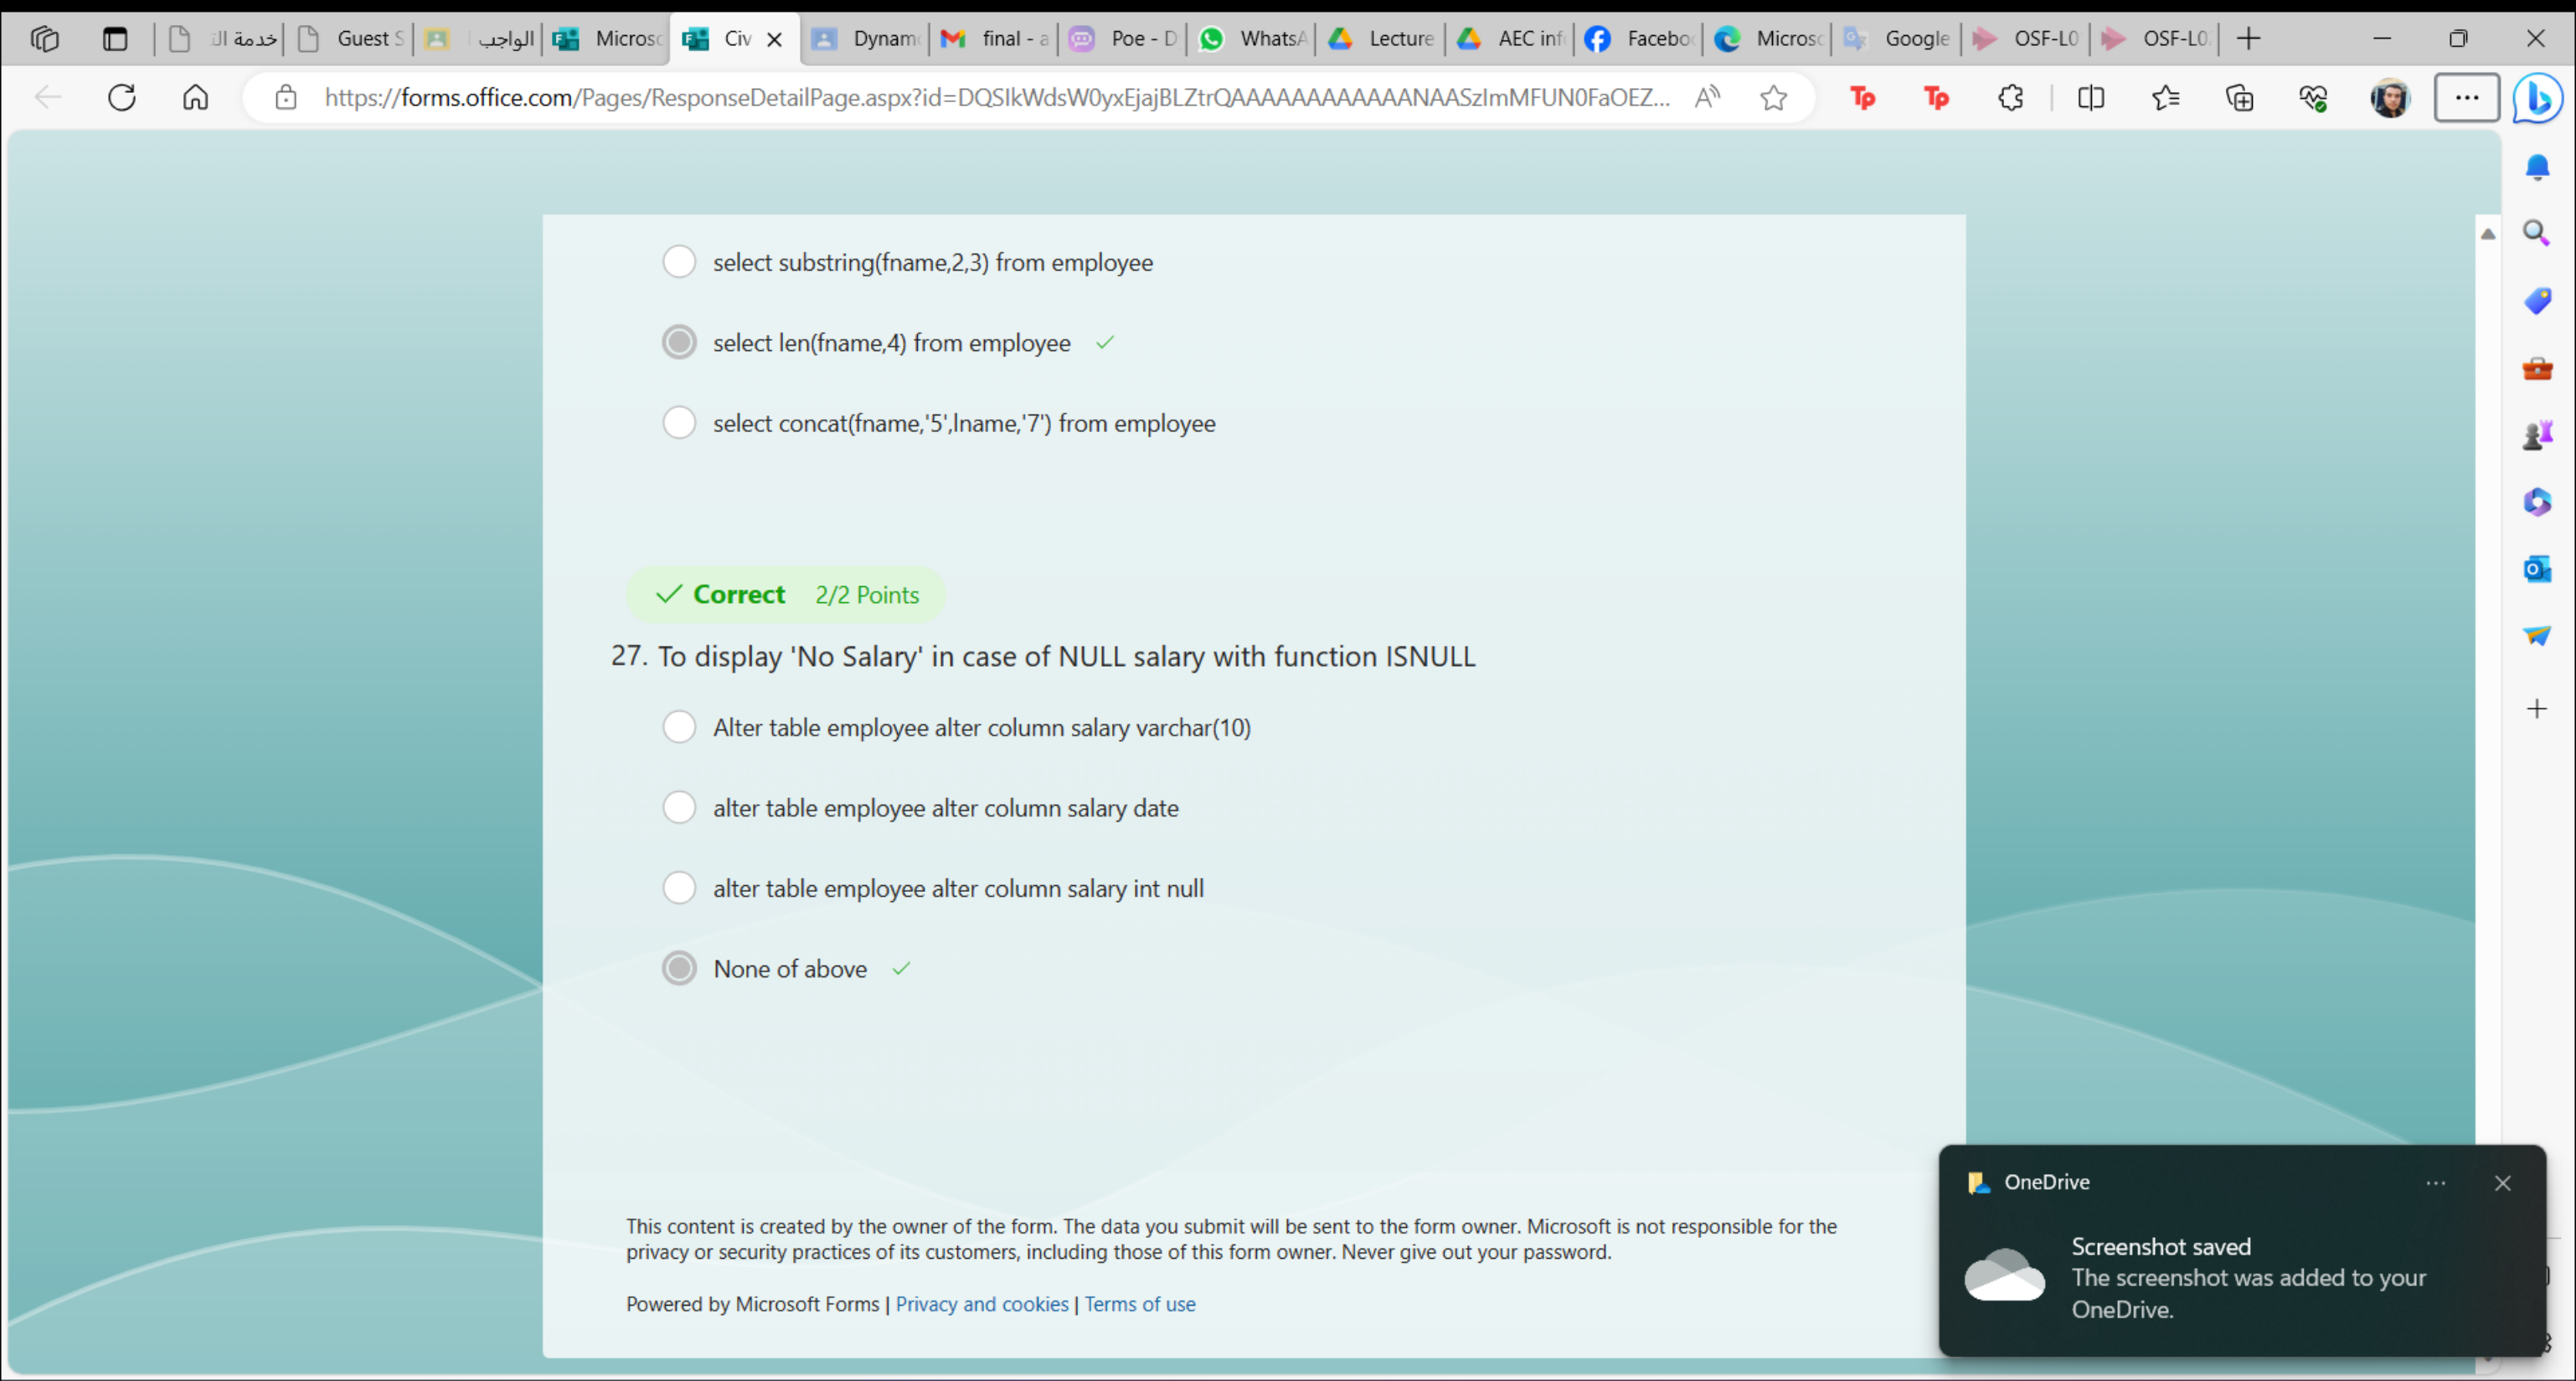 خدمة الت
Guest S
الواجب
Microsc
Civ
Dynam
final - a
Poe - D
WhatsA
Lecture
AEC inf
Facebo
Microsc
Google
OSF-L0
OSF-L0
https://forms.office.com/Pages/ResponseDetailPage.aspx?id=DQSIkWdsW0yxEjajBLZtrQAAAAAAAAAAAANAASzImMFUN0FaOEZ...
select substring(fname,2,3) from employee
select len(fname,4) from employee
select concat(fname,'5',lname,'7') from employee
Correct 2/2 Points
27. To display 'No Salary' in case of NULL salary with function ISNULL
Alter table employee alter column salary varchar(10)
alter table employee alter column salary date
alter table employee alter column salary int null
None of above
This content is created by the owner of the form. The data you submit will be sent to the form owner. Microsoft is not responsible for the
privacy or security practices of its customers, including those of this form owner. Never give out your password.
Powered by Microsoft Forms | Privacy and cookies | Terms of use
OneDrive
Screenshot saved
The screenshot was added to your
OneDrive.